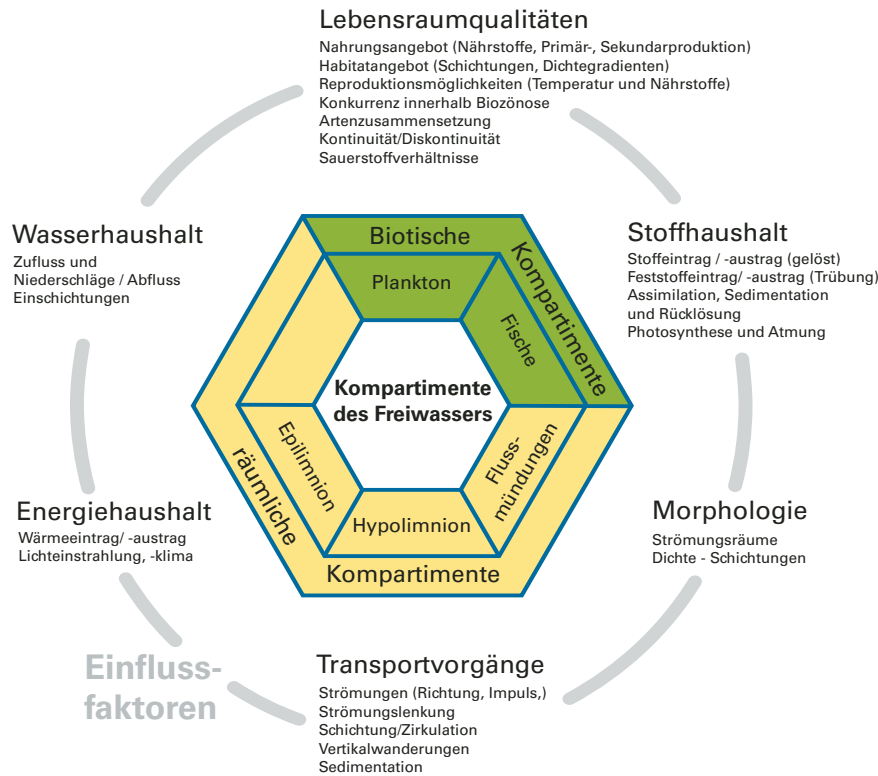 Lebensraumqualitäten
Nahrungsangebot (Nährstoffe, Primär-, Sekundarproduktion)
Habitatangebot (Schichtungen, Dichtegradienten)
Reproduktionsmöglichkeiten (Temperatur und Nährstoffe)
Konkurrenz innerhalb Biozönose
Artenzusammensetzung
Kontinuität/Diskontinuität
Sauerstoffverhältnisse
Wasserhaushalt
Zufluss und
Niederschläge / Abfluss
Einschichtungen
Stoffhaushalt
Stoffeintrag / -austrag (gelöst)
Feststoffeintrag/ -austrag (Trübung)
Assimilation, Sedimentation
und Rücklösung
Photosynthese und Atmung
Biotische
Kompartimente
Plankton
Fische
Kompartimente
des Freiwassers
Epilimnion
Fluss-
mündungen
räumliche
Hypolimnion
Kompartimente
Energiehaushalt
Wärmeeintrag/ -austrag
Lichteinstrahlung, -klima
Morphologie
Strömungsräume
Dichte - Schichtungen
Einfluss-
faktoren
Transportvorgänge
Strömungen (Richtung, Impuls,)
Strömungslenkung
Schichtung/Zirkulation
Vertikalwanderungen
Sedimentation